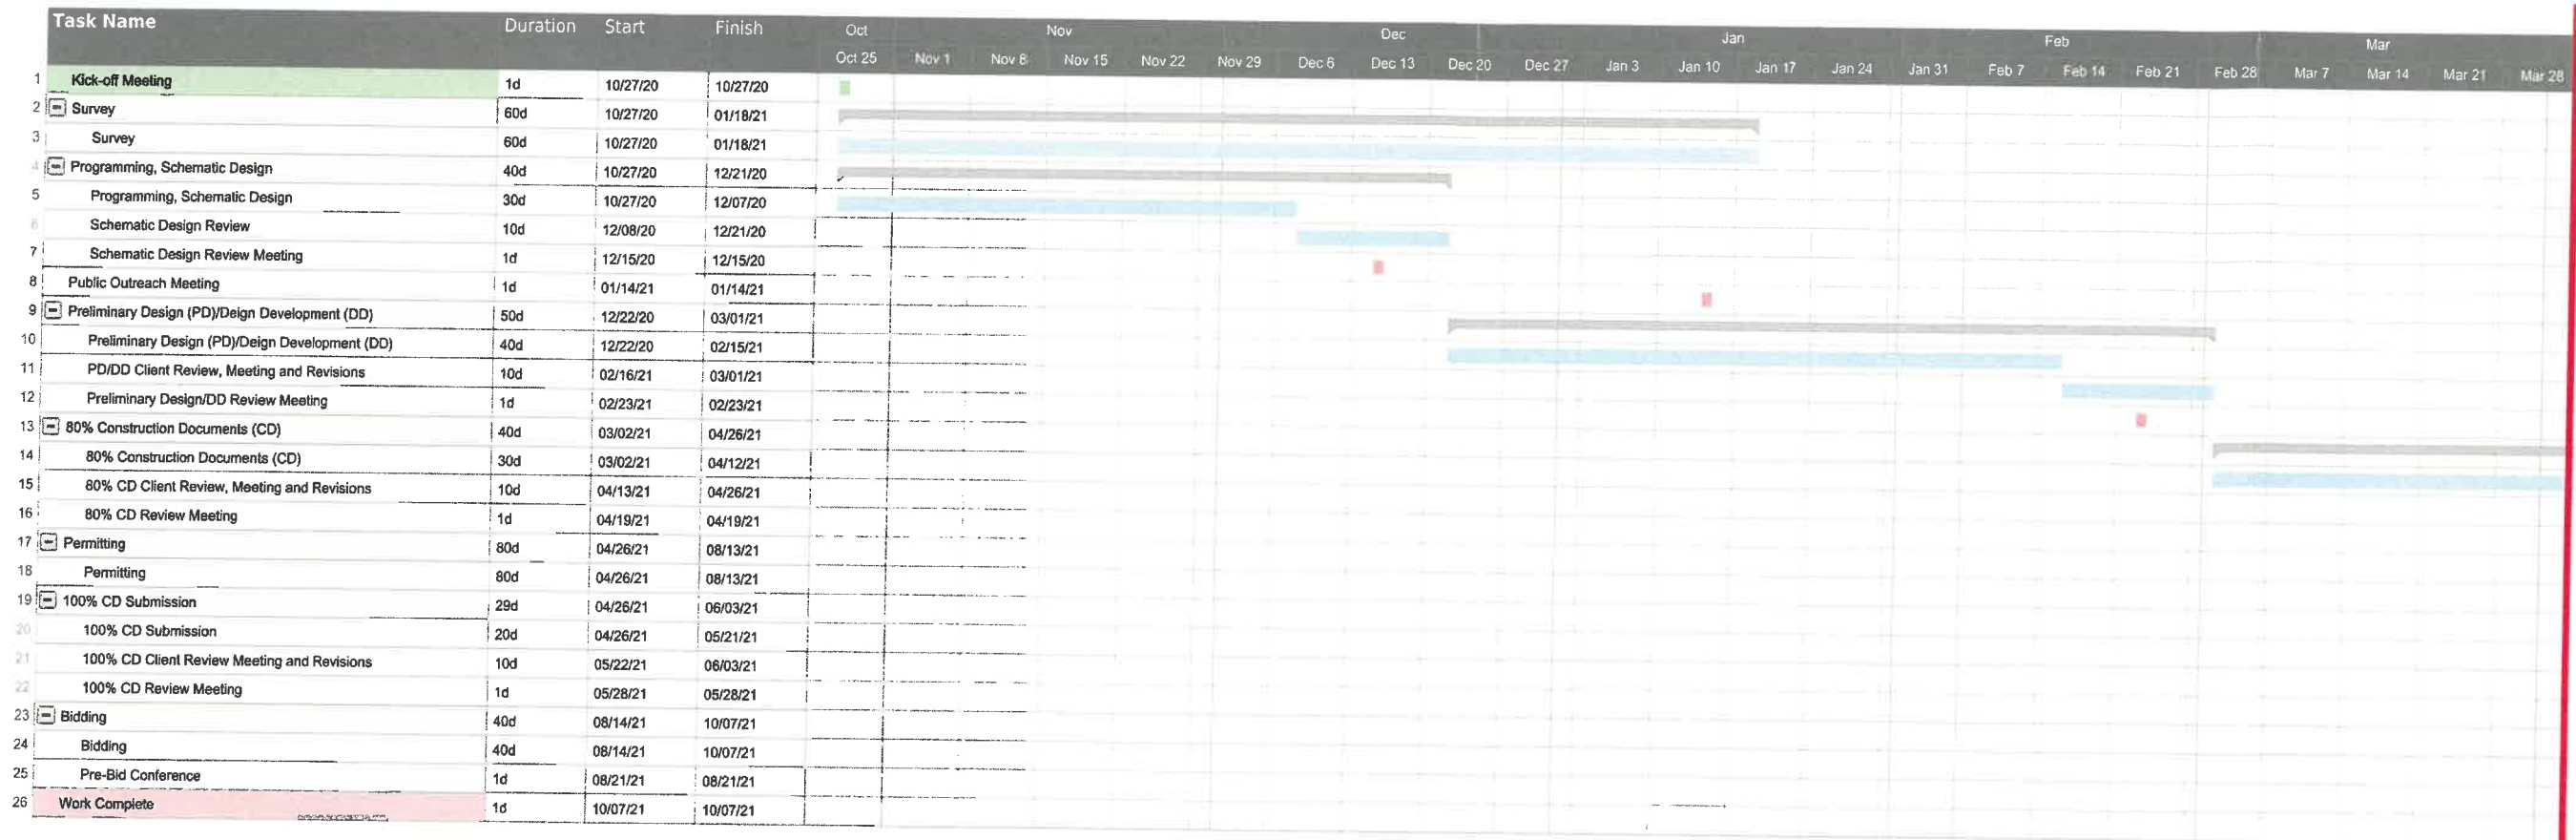 Task Name Duration Start Finish Oct Nov Dec Jan Feb Mar
Oct 25 Nov 1 Nov 8 Nov 15 Nov 22 Nov 29 Dec 6 Dec 13 Dec 20 Dec 27 Jan 3 Jan 10 Jan 17 Jan 24 Jan 31 Feb 7 Feb 14 Feb 21 Feb 28 Mar 7 Mar 14 Mar 21 Mar 28
1 Kick-off Meeting 1d 10/27/20 10/27/20
2 Survey 60d 10/27/20 01/18/21
3 Survey 60d 10/27/20 01/18/21
4 Programming, Schematic Design 40d 10/27/20 12/21/20
5 Programming, Schematic Design 30d 10/27/20 12/07/20
6 Schematic Design Review 10d 12/08/20 12/21/20
7 Schematic Design Review Meeting 1d 12/15/20 12/15/20
8 Public Outreach Meeting 1d 01/14/21 01/14/21
9 Preliminary Design (PD)/Deign Development (DD) 50d 12/22/20 03/01/21
10 Preliminary Design (PD)/Deign Development (DD) 40d 12/22/20 02/15/21
11 PD/DD Client Review, Meeting and Revisions 10d 02/16/21 03/01/21
12 Preliminary Design/DD Review Meeting 1d 02/23/21 02/23/21
13 80% Construction Documents (CD) 40d 03/02/21 04/26/21
14 80% Construction Documents (CD) 30d 03/02/21 04/12/21
15 80% CD Client Review, Meeting and Revisions 10d 04/13/21 04/26/21
16 80% CD Review Meeting 1d 04/19/21 04/19/21
17 Permitting 80d 04/26/21 08/13/21
18 Permitting 80d 04/26/21 08/13/21
19 100% CD Submission 29d 04/26/21 06/03/21
20 100% CD Submission 20d 04/26/21 05/21/21
21 100% CD Client Review Meeting and Revisions 10d 05/22/21 06/03/21
22 100% CD Review Meeting 1d 05/28/21 05/28/21
23 Bidding 40d 08/14/21 10/07/21
24 Bidding 40d 08/14/21 10/07/21
25 Pre-Bid Conference 1d 08/21/21 08/21/21
26 Work Complete 1d 10/07/21 10/07/21